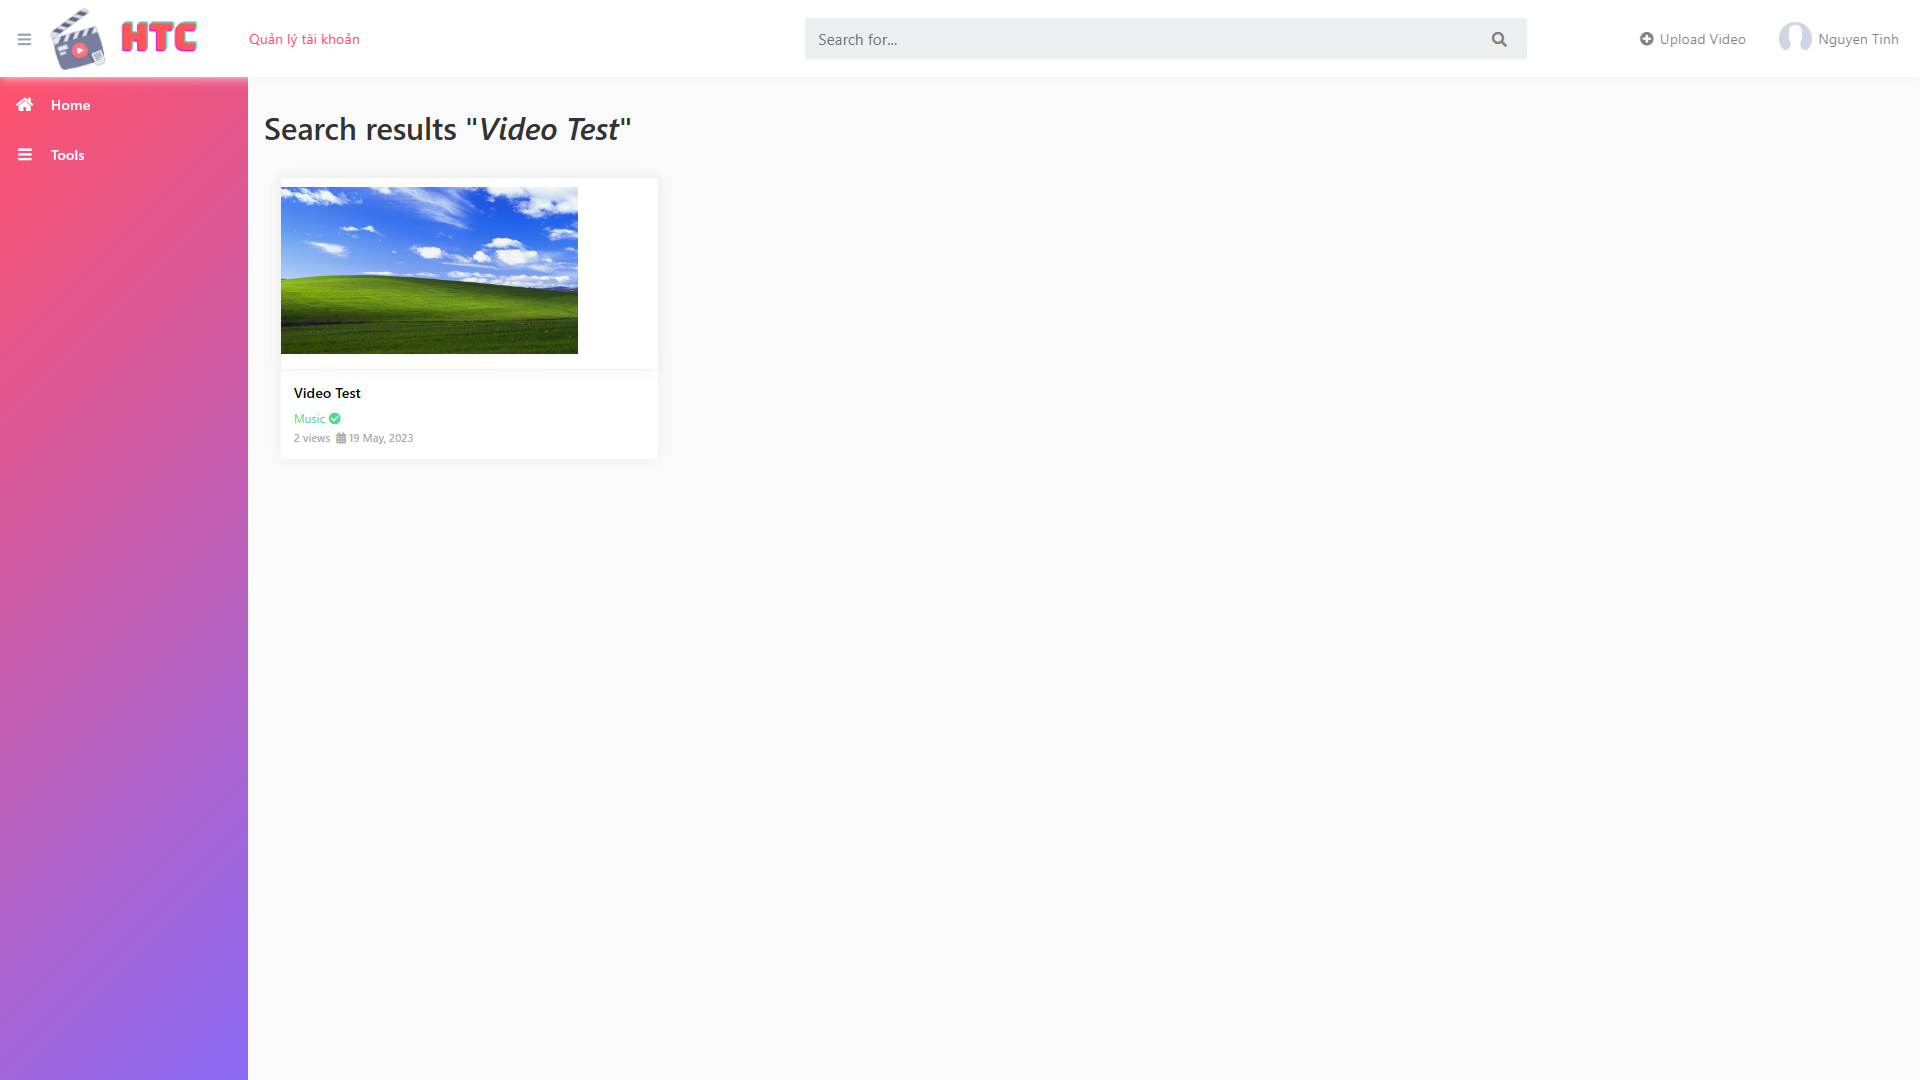 HTC
Quản lý tài khoản
Search for...
Upload Video
Nguyen Tinh
Home
Tools
Search results "Video Test"
Video Test
Music
2 views 19 May, 2023